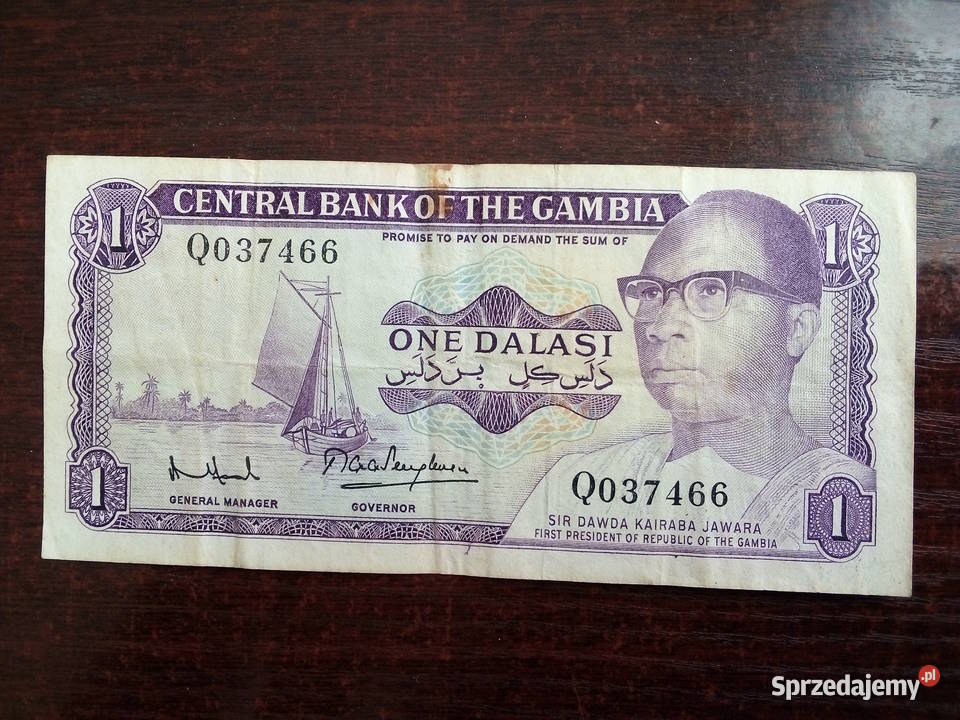 CENTRAL BANK OF THE GAMBIA
1
1
Q037466
PROMISE TO PAY ON DEMAND THE SUM OF
ONE DALASI
دَلَسِ كِلٍ بِرَّ دَلَسِ
GENERAL MANAGER
GOVERNOR
Q037466
SIR DAWDA KAIRABA JAWARA
FIRST PRESIDENT OF REPUBLIC OF THE GAMBIA
1
1
Sprzedajemy.pl